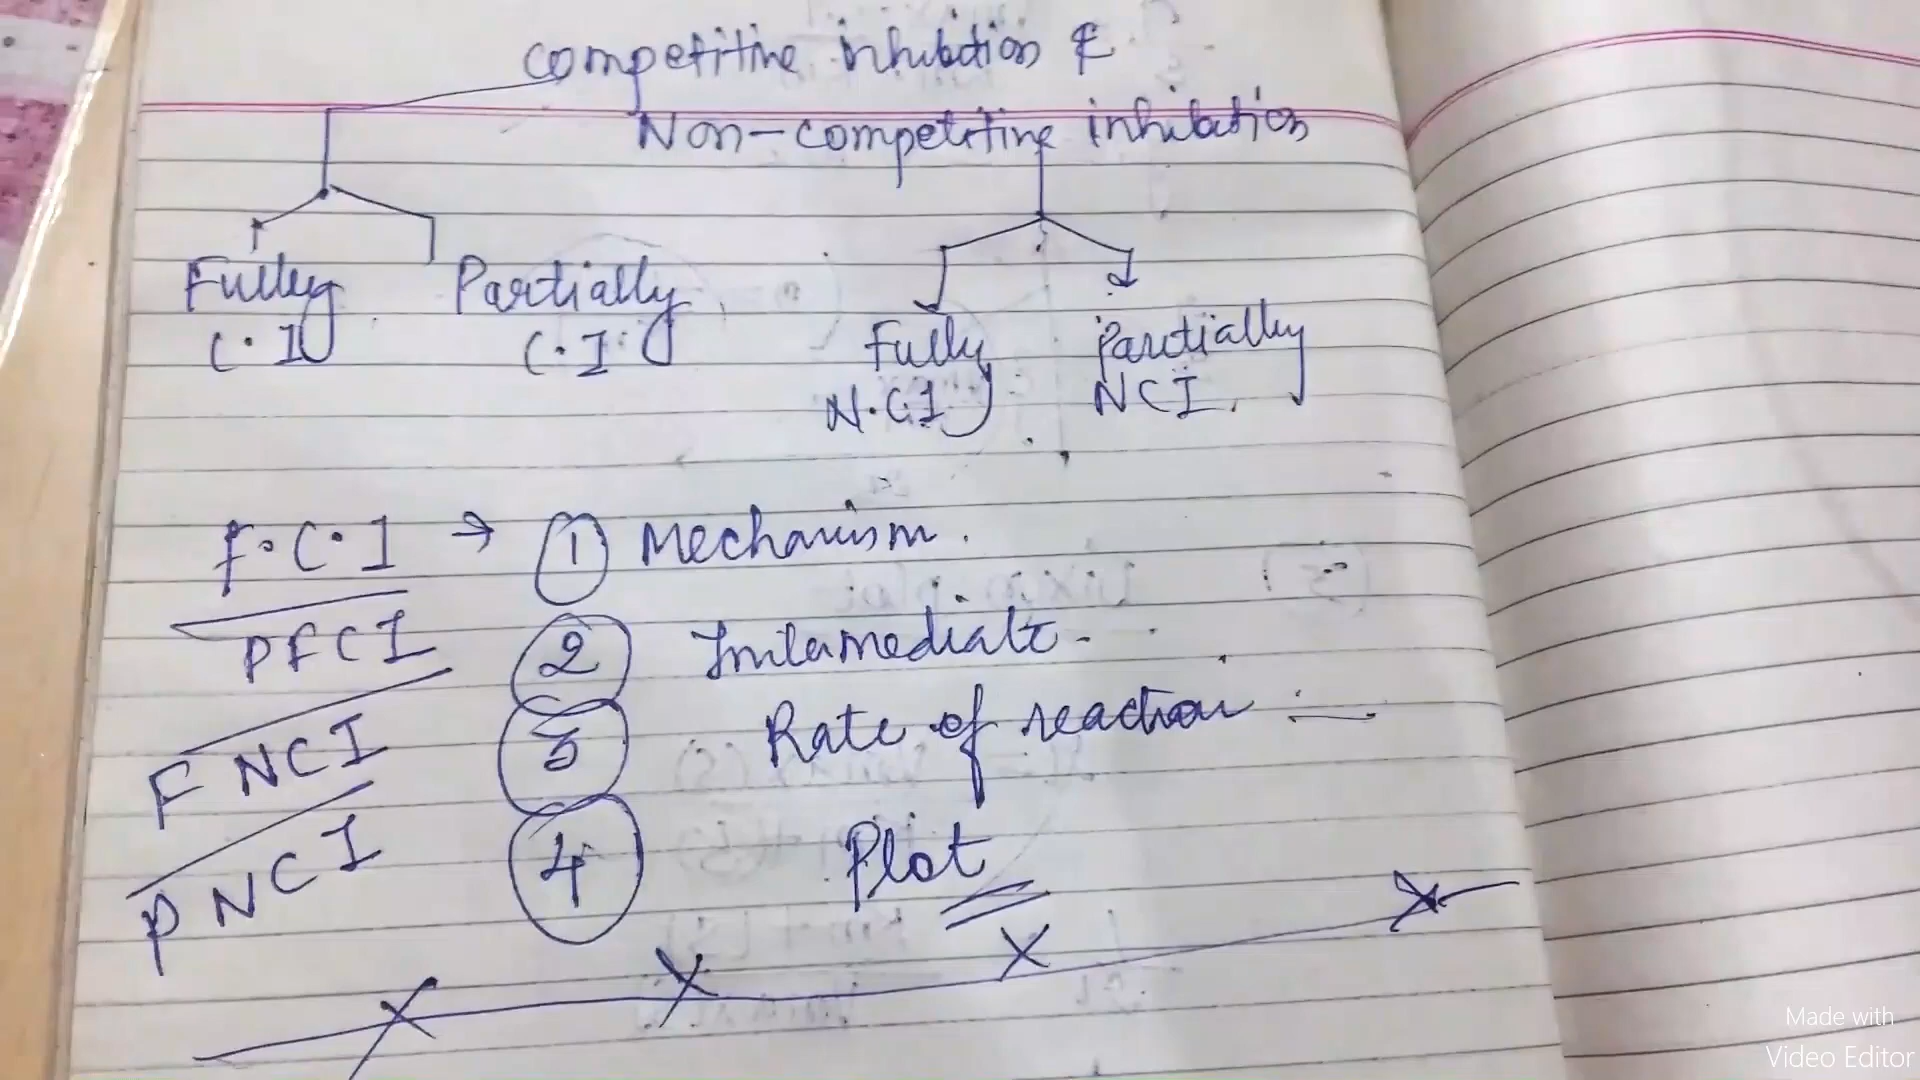 competitive inhibition &
Non-competitive inhibition
Fully
C.I
Partially
C.I
Fully
N.C.I
Partially
NCI
F.C.I → ① Mechanism.
PFCI
② Intermediate -
FNCI
③ Rate of reaction :-
PNCI
④ Plot
Made with
Video Editor